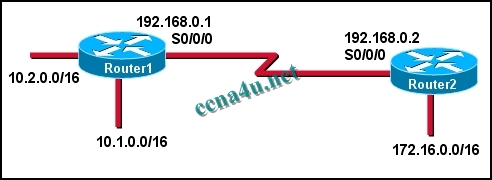 192.168.0.1
S0/0/0
192.168.0.2
S0/0/0
10.2.0.0/16
Router1
Router2
ccna4u.net
10.1.0.0/16
172.16.0.0/16